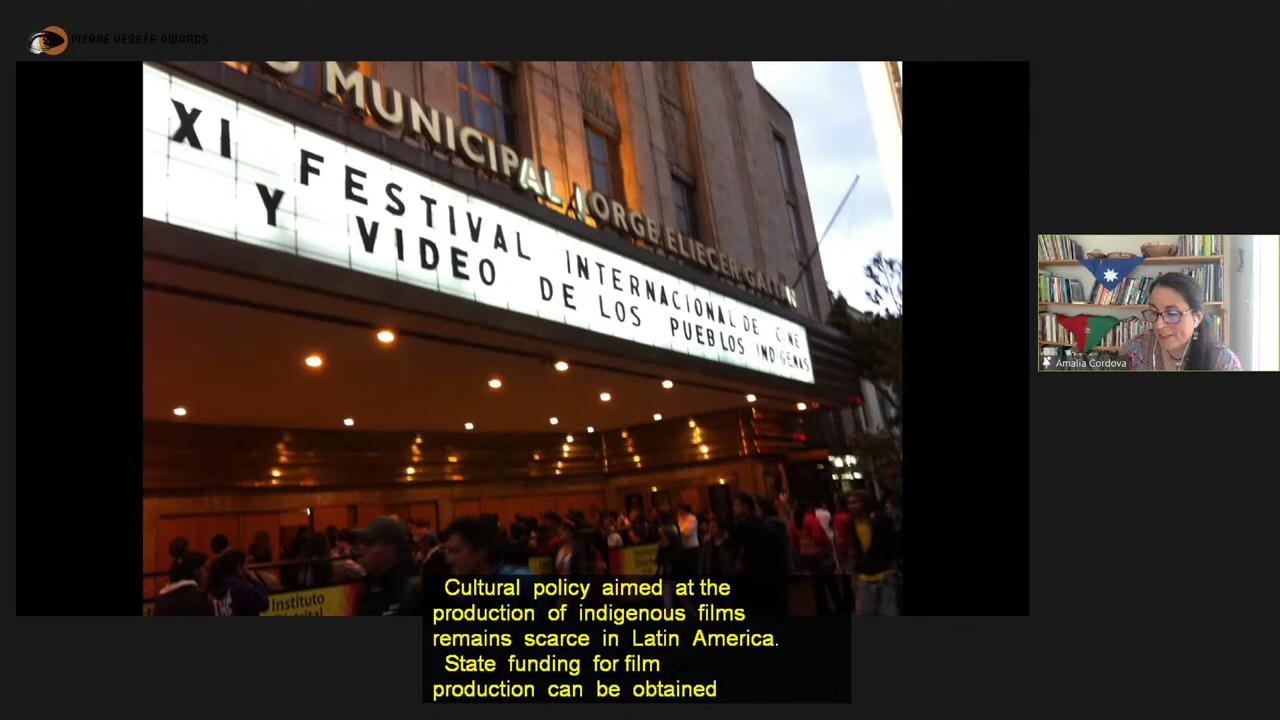 PIERRE VERGER AWARDS
MUNICIPAL JORGE ELIECER GAITAN
XI FESTIVAL INTERNACIONAL DE CINE
Y VIDEO DE LOS PUEBLOS INDIGENAS
Amalia Cordova
Instituto
Cultural policy aimed at the
production of indigenous films
remains scarce in Latin America.
State funding for film
production can be obtained